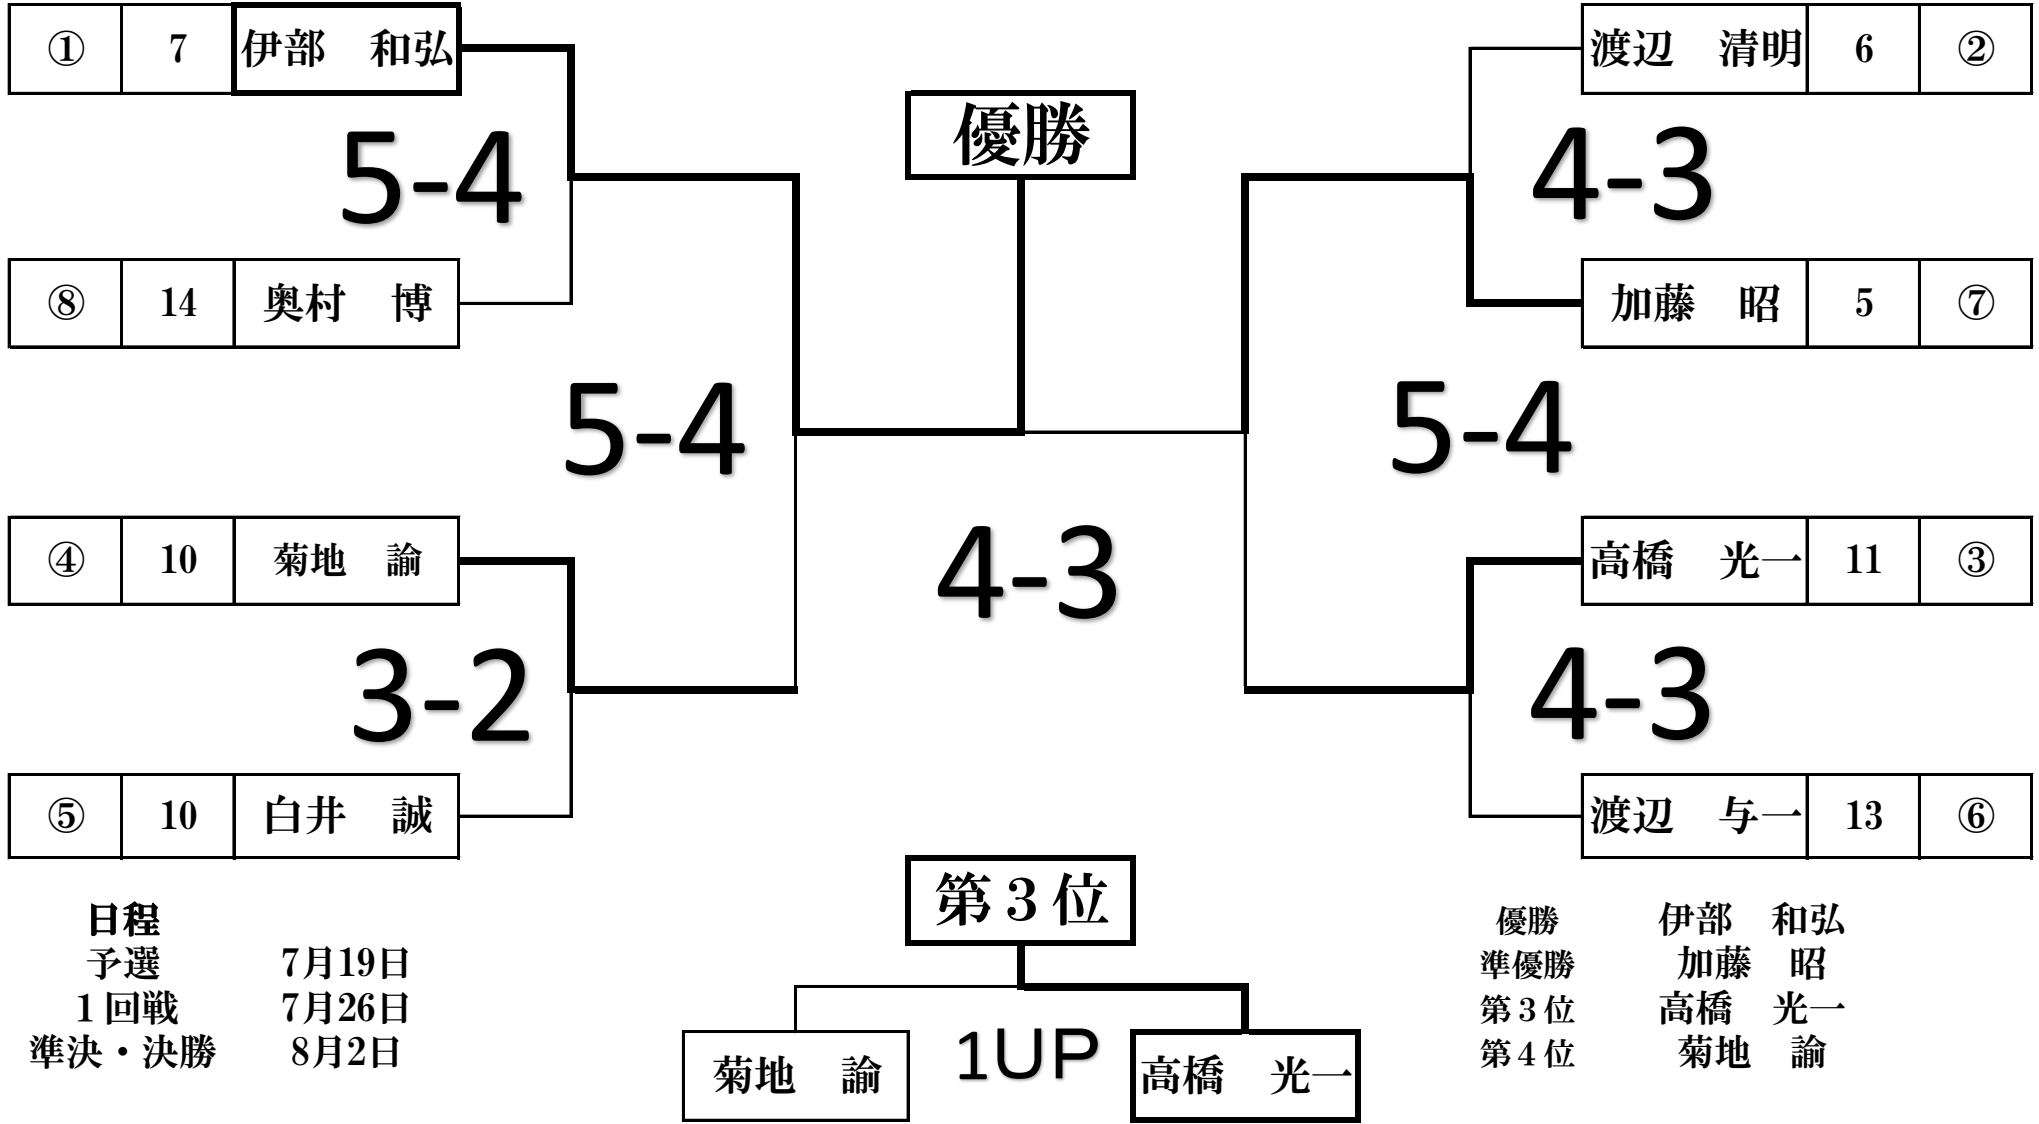 ① 7 伊部　和弘
5-4
⑧ 14 奥村　博
5-4
④ 10 菊地　諭
3-2
⑤ 10 白井　誠
優勝
4-3
渡辺　清明 6 ②
4-3
加藤　昭 5 ⑦
5-4
高橋　光一 11 ③
4-3
渡辺　与一 13 ⑥
第３位
菊地　諭
1UP
高橋　光一
日程
予選 7月19日
１回戦 7月26日
準決・決勝 8月2日
優勝 伊部　和弘
準優勝 加藤　昭
第３位 高橋　光一
第４位 菊地　諭